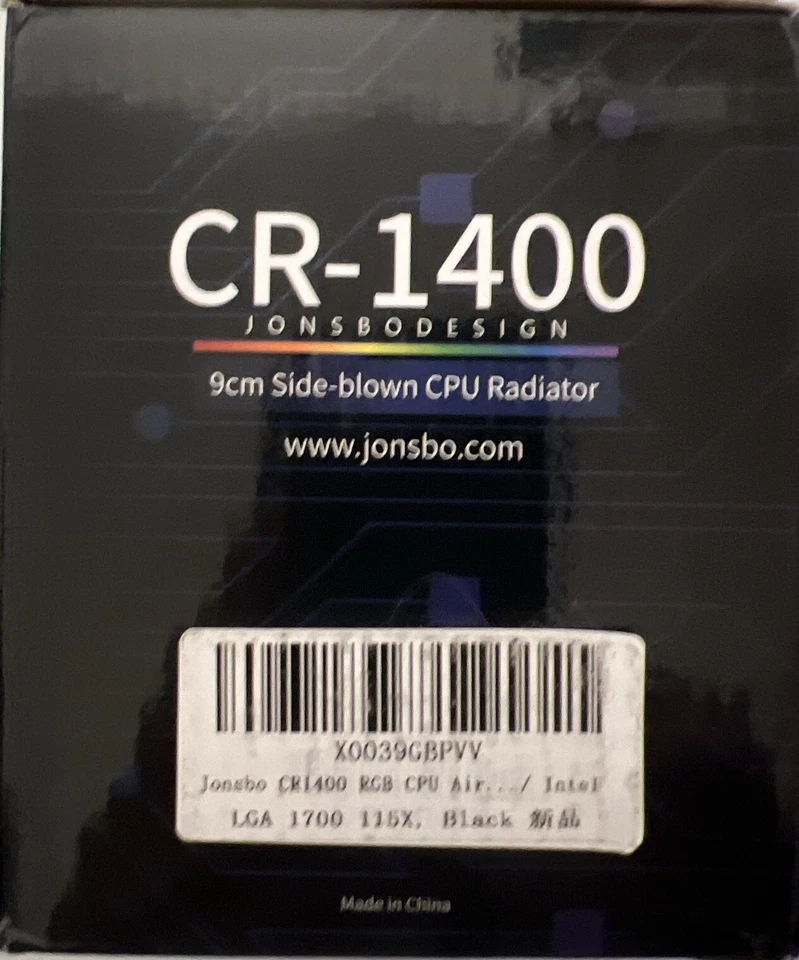 CR-1400
JONSBODESIGN
9cm Side-blown CPU Radiator
www.jonsbo.com
X0039GBPVV
Jonsbo CR1400 RGB CPU Air.../ Intel
LGA 1700 115X, Black 新品
Made in China